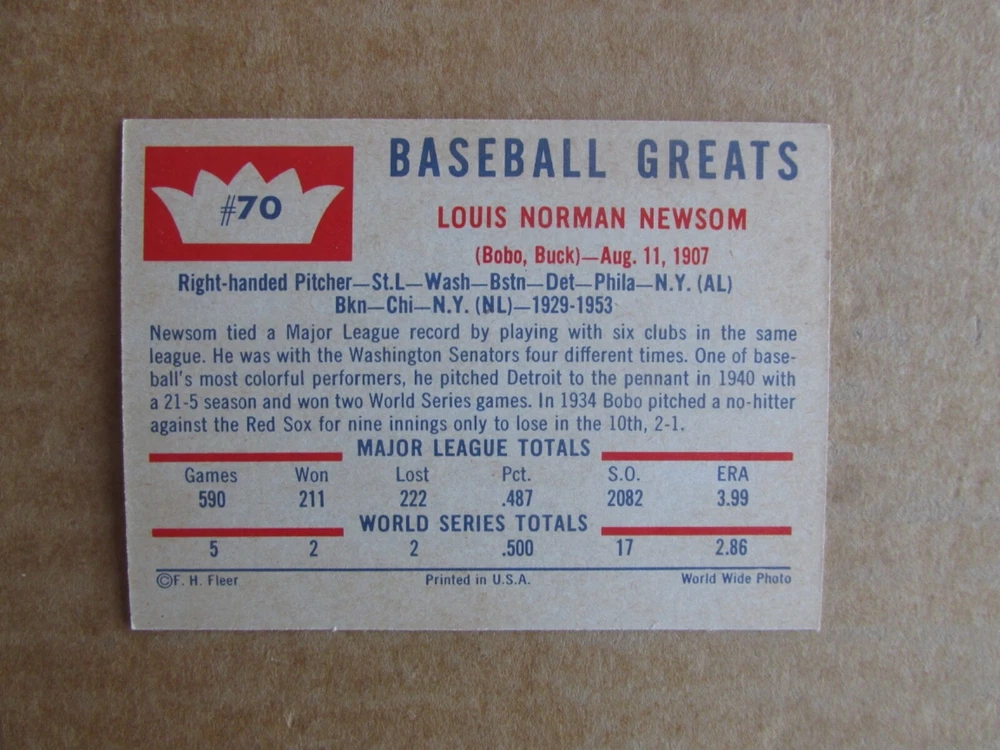 #70
BASEBALL GREATS
LOUIS NORMAN NEWSOM
(Bobo, Buck)—Aug. 11, 1907
Right-handed Pitcher—St.L—Wash—Bstn—Det—Phila—N.Y. (AL)
Bkn—Chi—N.Y. (NL)—1929-1953
Newsom tied a Major League record by playing with six clubs in the same
league. He was with the Washington Senators four different times. One of base-
ball's most colorful performers, he pitched Detroit to the pennant in 1940 with
a 21-5 season and won two World Series games. In 1934 Bobo pitched a no-hitter
against the Red Sox for nine innings only to lose in the 10th, 2-1.
MAJOR LEAGUE TOTALS
Games Won Lost Pct. S.O. ERA
590 211 222 .487 2082 3.99
WORLD SERIES TOTALS
5 2 2 .500 17 2.86
©F. H. Fleer Printed in U.S.A. World Wide Photo